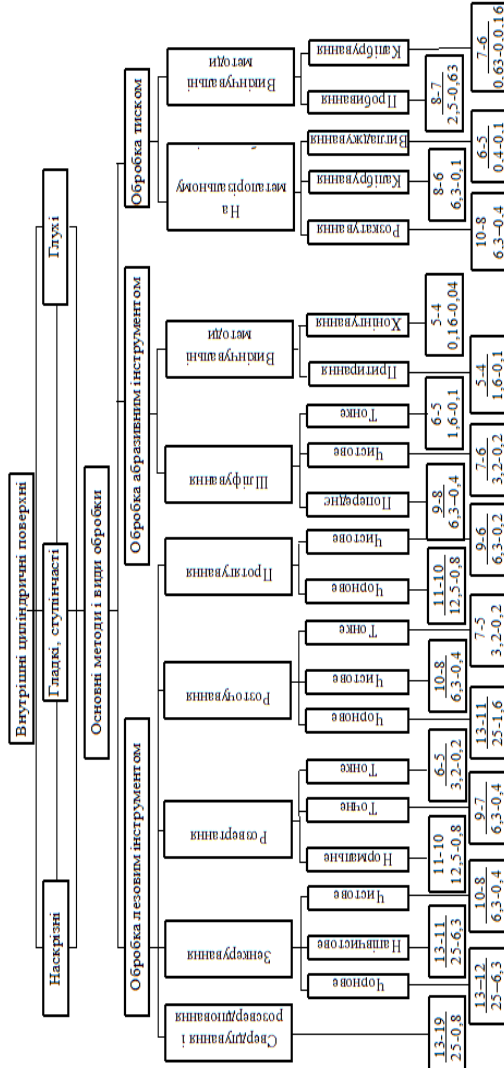 Внутрішні циліндричні поверхні
Наскрізні
Гладкі, ступінчасті
Глухі
Основні методи і види обробки
Обробка лезовим інструментом
Обробка абразивним інструментом
Обробка тиском
Свердлування і
розсвердлювання
Зенкерування
Розвертання
Розточування
Протягування
Шліфування
Викінчувальні
методи
На
металорізальному
Викінчувальні
методи
Чорнове
Напівчистове
Чистове
Нормальне
Точне
Тонке
Чорнове
Чистове
Тонке
Чорнове
Чистове
Попереднє
Чистове
Тонке
Притирання
Хонінгування
Розкатування
Калібрування
Вигладжування
Пробивання
Калібрування
13-19
25-0,8
13–12
25–6,3
13-11
25-6,3
10-8
6,3-0,4
11-10
12,5-0,8
9-7
6,3-0,4
6-5
3,2-0,2
13-11
25-1,6
10-8
6,3-0,4
7-5
3,2-0,2
11-10
12,5-0,8
9-6
6,3-0,2
9-8
6,3-0,4
7-6
3,2-0,2
6-5
1,6-0,1
5-4
1,6-0,1
5-4
0,16-0,04
10-8
6,3–0,4
8-6
6,3-0,1
6-5
0,4-0,1
8-7
2,5-0,63
7-6
0,63-0,0,16